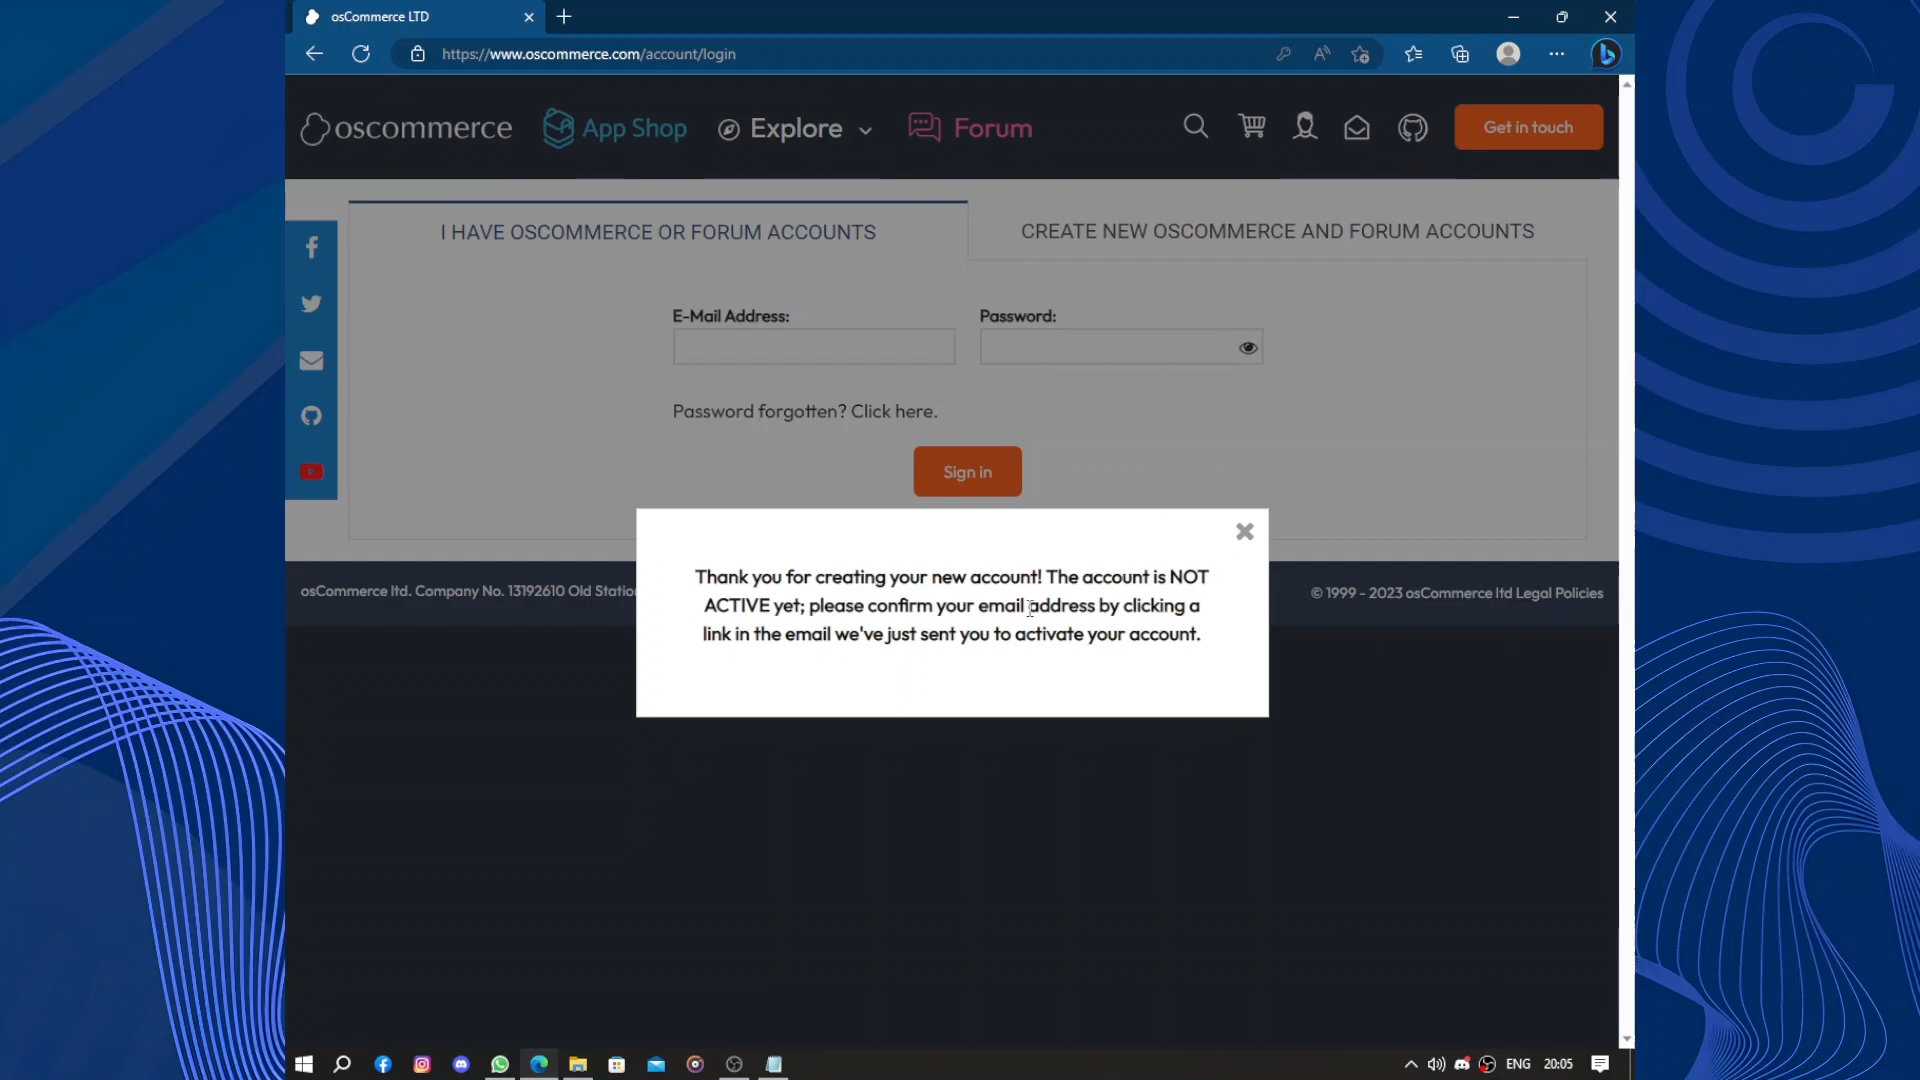 osCommerce LTD
https://www.oscommerce.com/account/login
oscommerce
App Shop
Explore
Forum
Get in touch
I HAVE OSCOMMERCE OR FORUM ACCOUNTS
CREATE NEW OSCOMMERCE AND FORUM ACCOUNTS
E-Mail Address:
Password:
Password forgotten? Click here.
Sign in
Thank you for creating your new account! The account is NOT
ACTIVE yet; please confirm your email address by clicking a
link in the email we've just sent you to activate your account.
osCommerce ltd. Company No. 13192610 Old Statio
© 1999 - 2023 osCommerce ltd Legal Policies
ENG
20:05